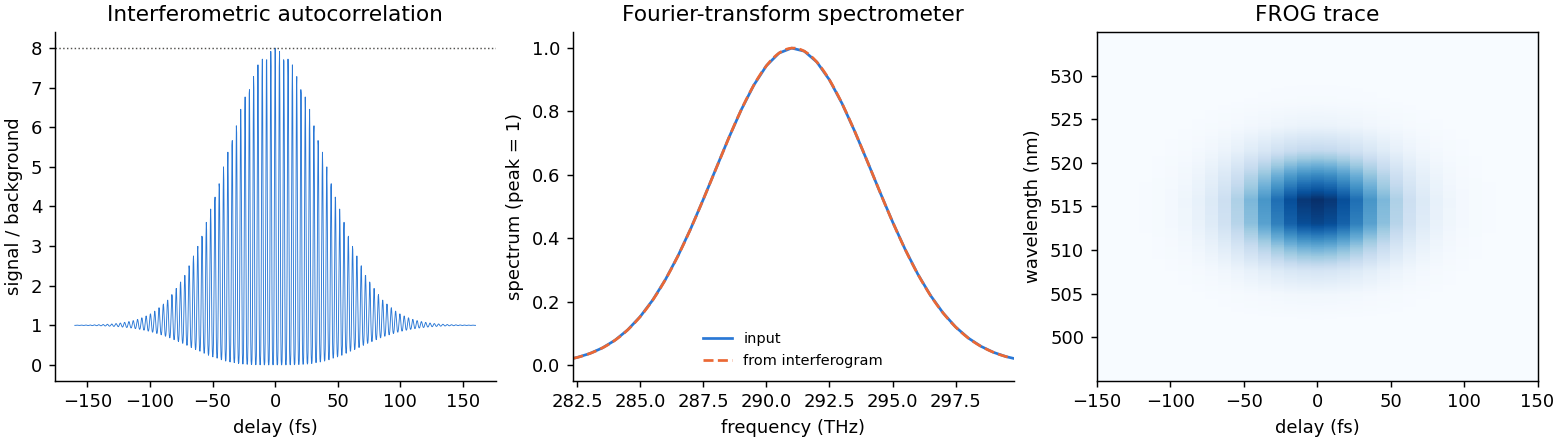 Interferometric autocorrelation
signal / background
8
7
6
5
4
3
2
1
0
−150 −100 −50 0 50 100 150
delay (fs)
Fourier-transform spectrometer
spectrum (peak = 1)
1.0
0.8
0.6
0.4
0.2
0.0
input
from interferogram
282.5 285.0 287.5 290.0 292.5 295.0 297.5
frequency (THz)
FROG trace
wavelength (nm)
530
525
520
515
510
505
500
−150 −100 −50 0 50 100 150
delay (fs)